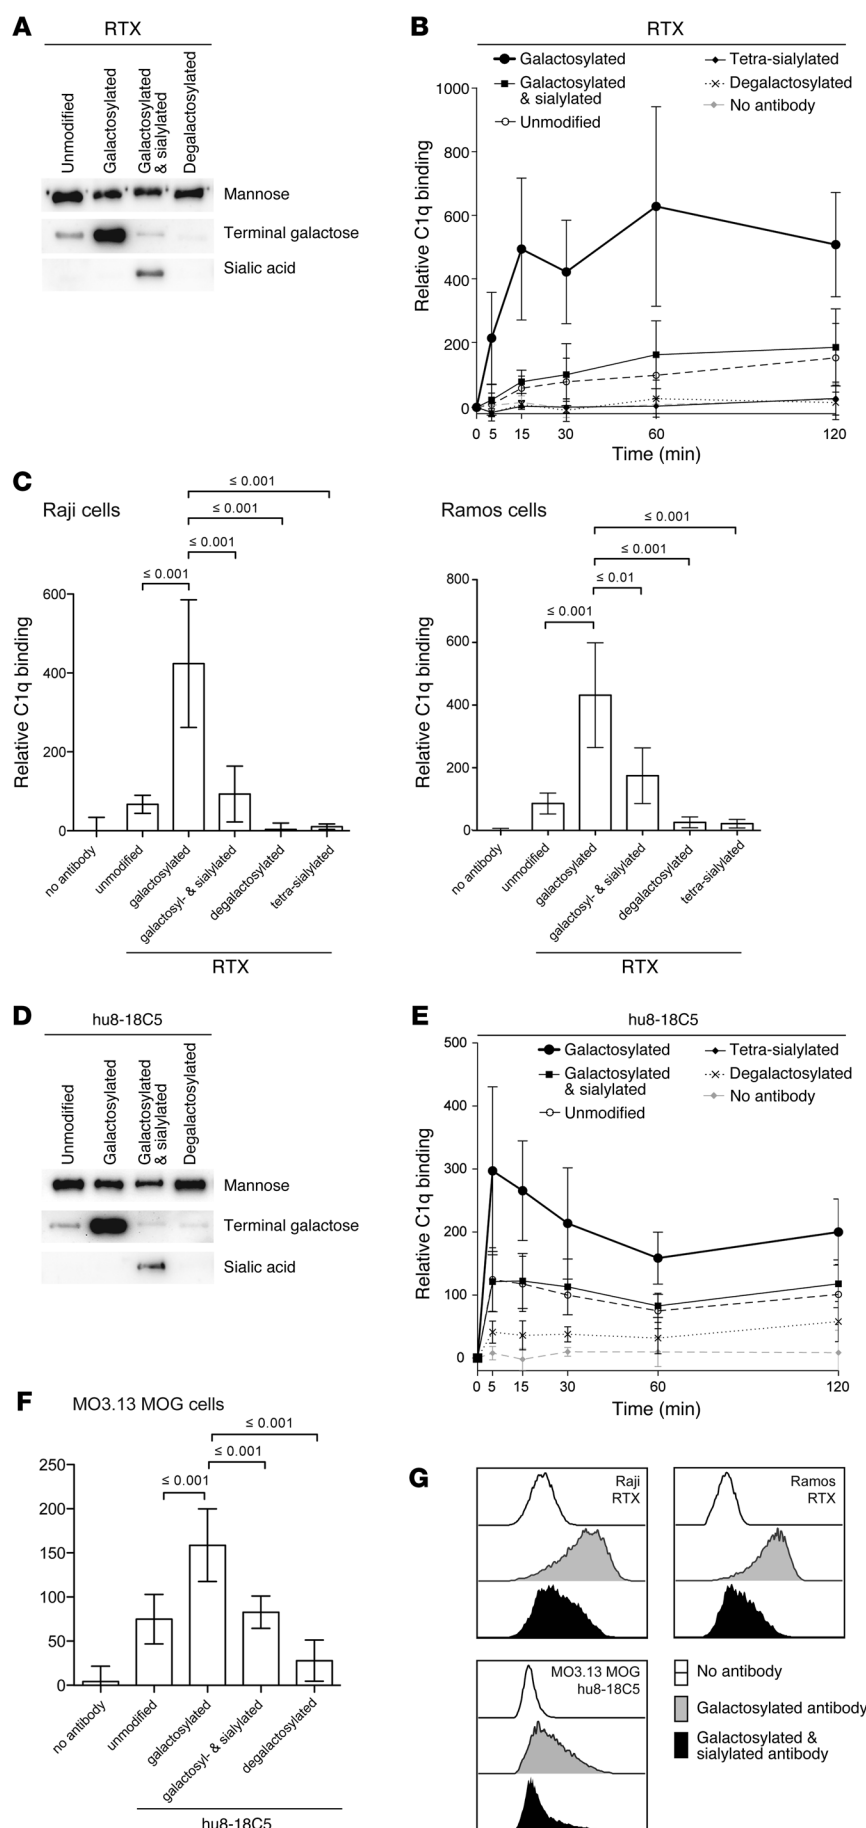 A
RTX
Unmodified
Galactosylated
Galactosylated
& sialylated
Degalactosylated
Mannose
Terminal galactose
Sialic acid
B
RTX
Galactosylated
Galactosylated
& sialylated
Unmodified
Tetra-sialylated
Degalactosylated
No antibody
Relative C1q binding
1000
800
600
400
200
0
0 5 15 30 60 120
Time (min)
C
Raji cells
≤ 0.001
≤ 0.001
≤ 0.001
≤ 0.001
Relative C1q binding
600
400
200
0
no antibody
unmodified
galactosylated
galactosyl- & sialylated
degalactosylated
tetra-sialylated
RTX
Ramos cells
≤ 0.001
≤ 0.001
≤ 0.01
≤ 0.001
Relative C1q binding
800
600
400
200
0
no antibody
unmodified
galactosylated
galactosyl- & sialylated
degalactosylated
tetra-sialylated
RTX
D
hu8-18C5
Unmodified
Galactosylated
Galactosylated
& sialylated
Degalactosylated
Mannose
Terminal galactose
Sialic acid
E
hu8-18C5
Galactosylated
Galactosylated
& sialylated
Unmodified
Tetra-sialylated
Degalactosylated
No antibody
Relative C1q binding
500
400
300
200
100
0
0 5 15 30 60 120
Time (min)
F
MO3.13 MOG cells
≤ 0.001
≤ 0.001
≤ 0.001
250
200
150
100
50
0
no antibody
unmodified
galactosylated
galactosyl- & sialylated
degalactosylated
hu8-18C5
G
Raji
RTX
Ramos
RTX
MO3.13 MOG
hu8-18C5
No antibody
Galactosylated antibody
Galactosylated &
sialylated antibody